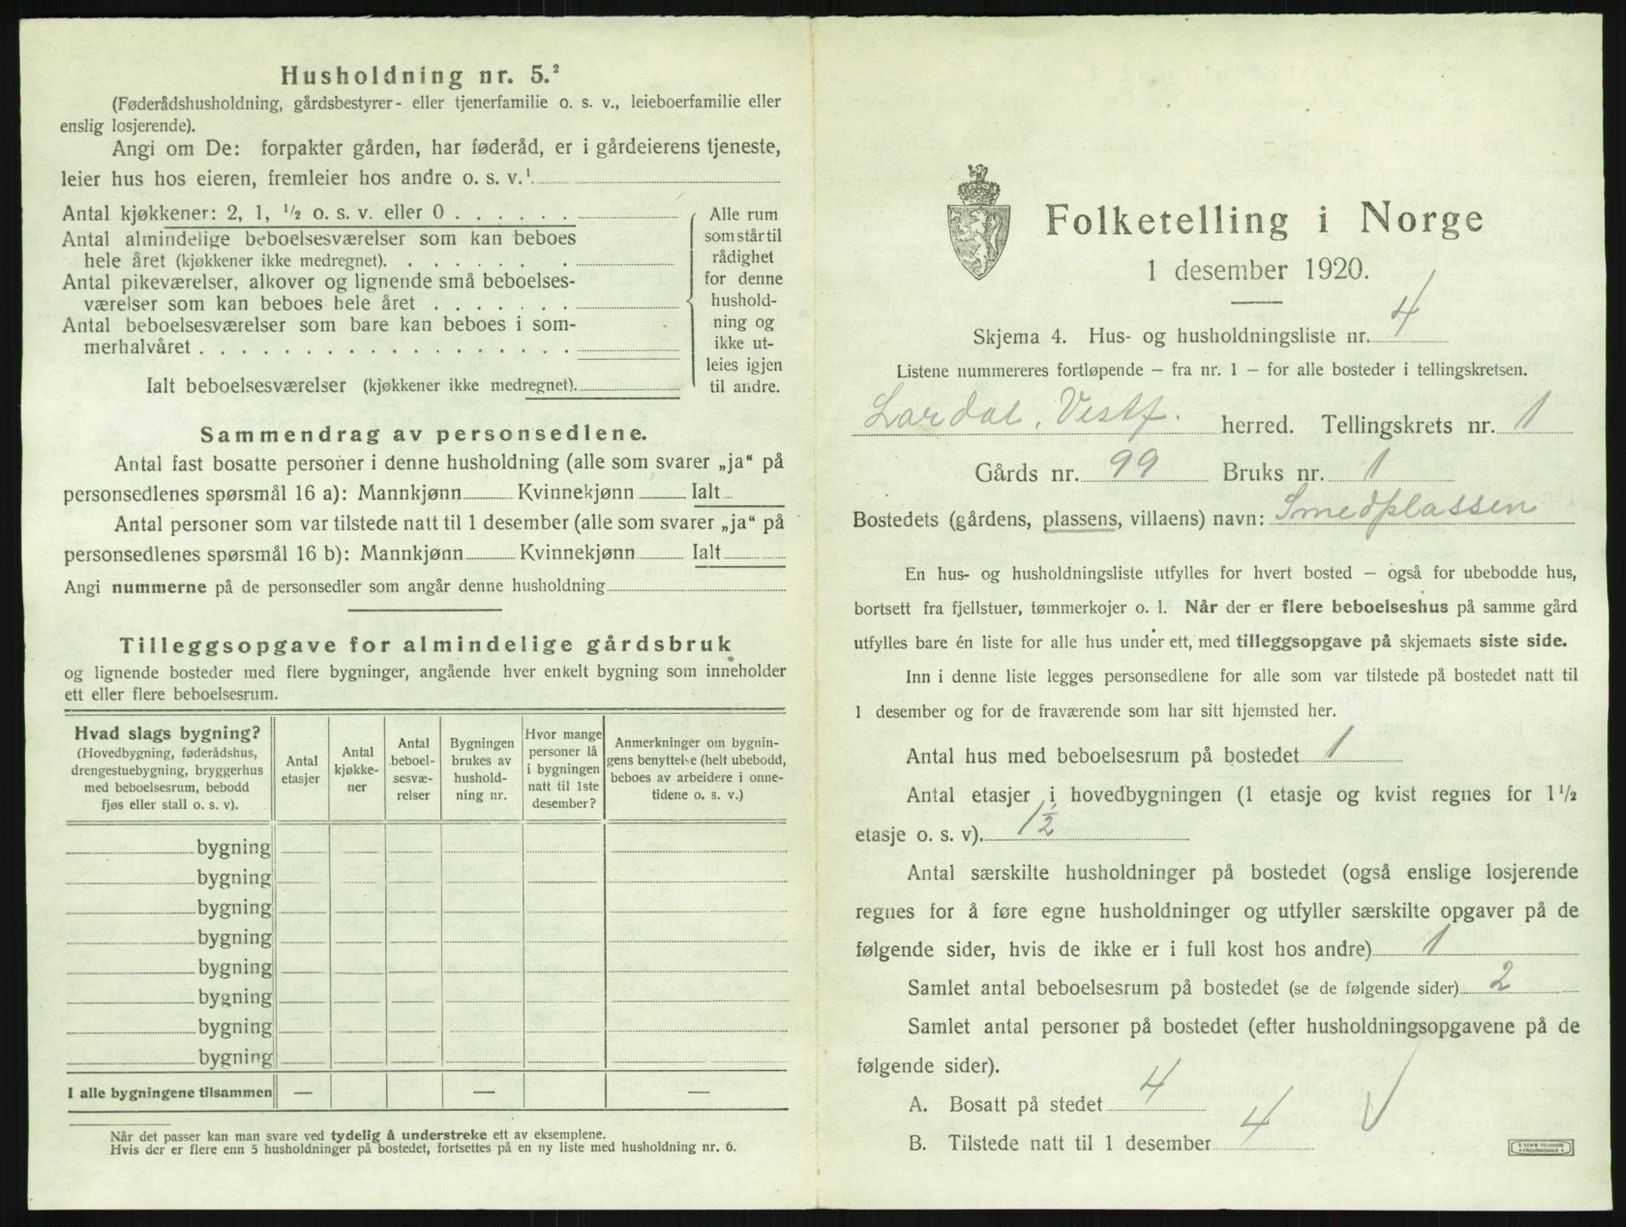 Husholdning nr. 5.²
(Føderådshusholdning, gårdsbestyrer- eller tjenerfamilie o. s. v., leieboerfamilie eller
enslig losjerende).
Angi om De: forpakter gården, har føderåd, er i gårdeierens tjeneste,
leier hus hos eieren, fremleier hos andre o. s. v.¹
Antal kjøkkener: 2, 1, ½ o. s. v. eller 0 . . . . . .
Antal almindelige beboelsesværelser som kan beboes
hele året (kjøkkener ikke medregnet). . . . . . . .
Antal pikeværelser, alkover og lignende små beboelses-
værelser som kan beboes hele året . . . . . . .
Antal beboelsesværelser som bare kan beboes i som-
merhalvåret . . . . . . . . . . . . . . . . .
Ialt beboelsesværelser (kjøkkener ikke medregnet).
Alle rum
som står til
rådighet
for denne
hushold-
ning og
ikke ut-
leies igjen
til andre.
Sammendrag av personsedlene.
Antal fast bosatte personer i denne husholdning (alle som svarer „ja“ på
personsedlenes spørsmål 16 a): Mannkjønn Kvinnekjønn Ialt
Antal personer som var tilstede natt til 1 desember (alle som svarer „ja“ på
personsedlenes spørsmål 16 b): Mannkjønn Kvinnekjønn Ialt
Angi nummerne på de personsedler som angår denne husholdning
Tilleggsopgave for almindelige gårdsbruk
og lignende bosteder med flere bygninger, angående hver enkelt bygning som inneholder
ett eller flere beboelsesrum.
Hvad slags bygning?
(Hovedbygning, føderådshus,
drengestuebygning, bryggerhus
med beboelsesrum, bebodd
fjøs eller stall o. s. v).
Antal
etasjer
Antal
kjøkke-
ner
Antal
beboel-
sesvæ-
relser
Bygningen
brukes av
hushold-
ning nr.
Hvor mange
personer lå
i bygningen
natt til 1ste
desember?
Anmerkninger om bygnin-
gens benyttelse (helt ubebodd,
beboes av arbeidere i onne-
tidene o. s. v.)
bygning
bygning
bygning
bygning
bygning
bygning
bygning
bygning
I alle bygningene tilsammen — — —
Når det passer kan man svare ved tydelig å understreke ett av eksemplene.
Hvis der er flere enn 5 husholdninger på bostedet, fortsettes på en ny liste med husholdning nr. 6.
Folketelling i Norge
1 desember 1920.
Skjema 4. Hus- og husholdningsliste nr. 4
Listene nummereres fortløpende — fra nr. 1 — for alle bosteder i tellingskretsen.
Lardal, Vestf. herred. Tellingskrets nr. 1
Gårds nr. 99 Bruks nr. 1
Bostedets (gårdens, plassens, villaens) navn: Smedplassen
En hus- og husholdningsliste utfylles for hvert bosted — også for ubebodde hus,
bortsett fra fjellstuer, tømmerkojer o. l. Når der er flere beboelseshus på samme gård
utfylles bare én liste for alle hus under ett, med tilleggsopgave på skjemaets siste side.
Inn i denne liste legges personsedlene for alle som var tilstede på bostedet natt til
1 desember og for de fraværende som har sitt hjemsted her.
Antal hus med beboelsesrum på bostedet 1
Antal etasjer i hovedbygningen (1 etasje og kvist regnes for 1½
etasje o. s. v). 1½
Antal særskilte husholdninger på bostedet (også enslige losjerende
regnes for å føre egne husholdninger og utfyller særskilte opgaver på de
følgende sider, hvis de ikke er i full kost hos andre) 1
Samlet antal beboelsesrum på bostedet (se de følgende sider) 2
Samlet antal personer på bostedet (efter husholdningsopgavene på de
følgende sider).
A. Bosatt på stedet 4
B. Tilstede natt til 1 desember 4